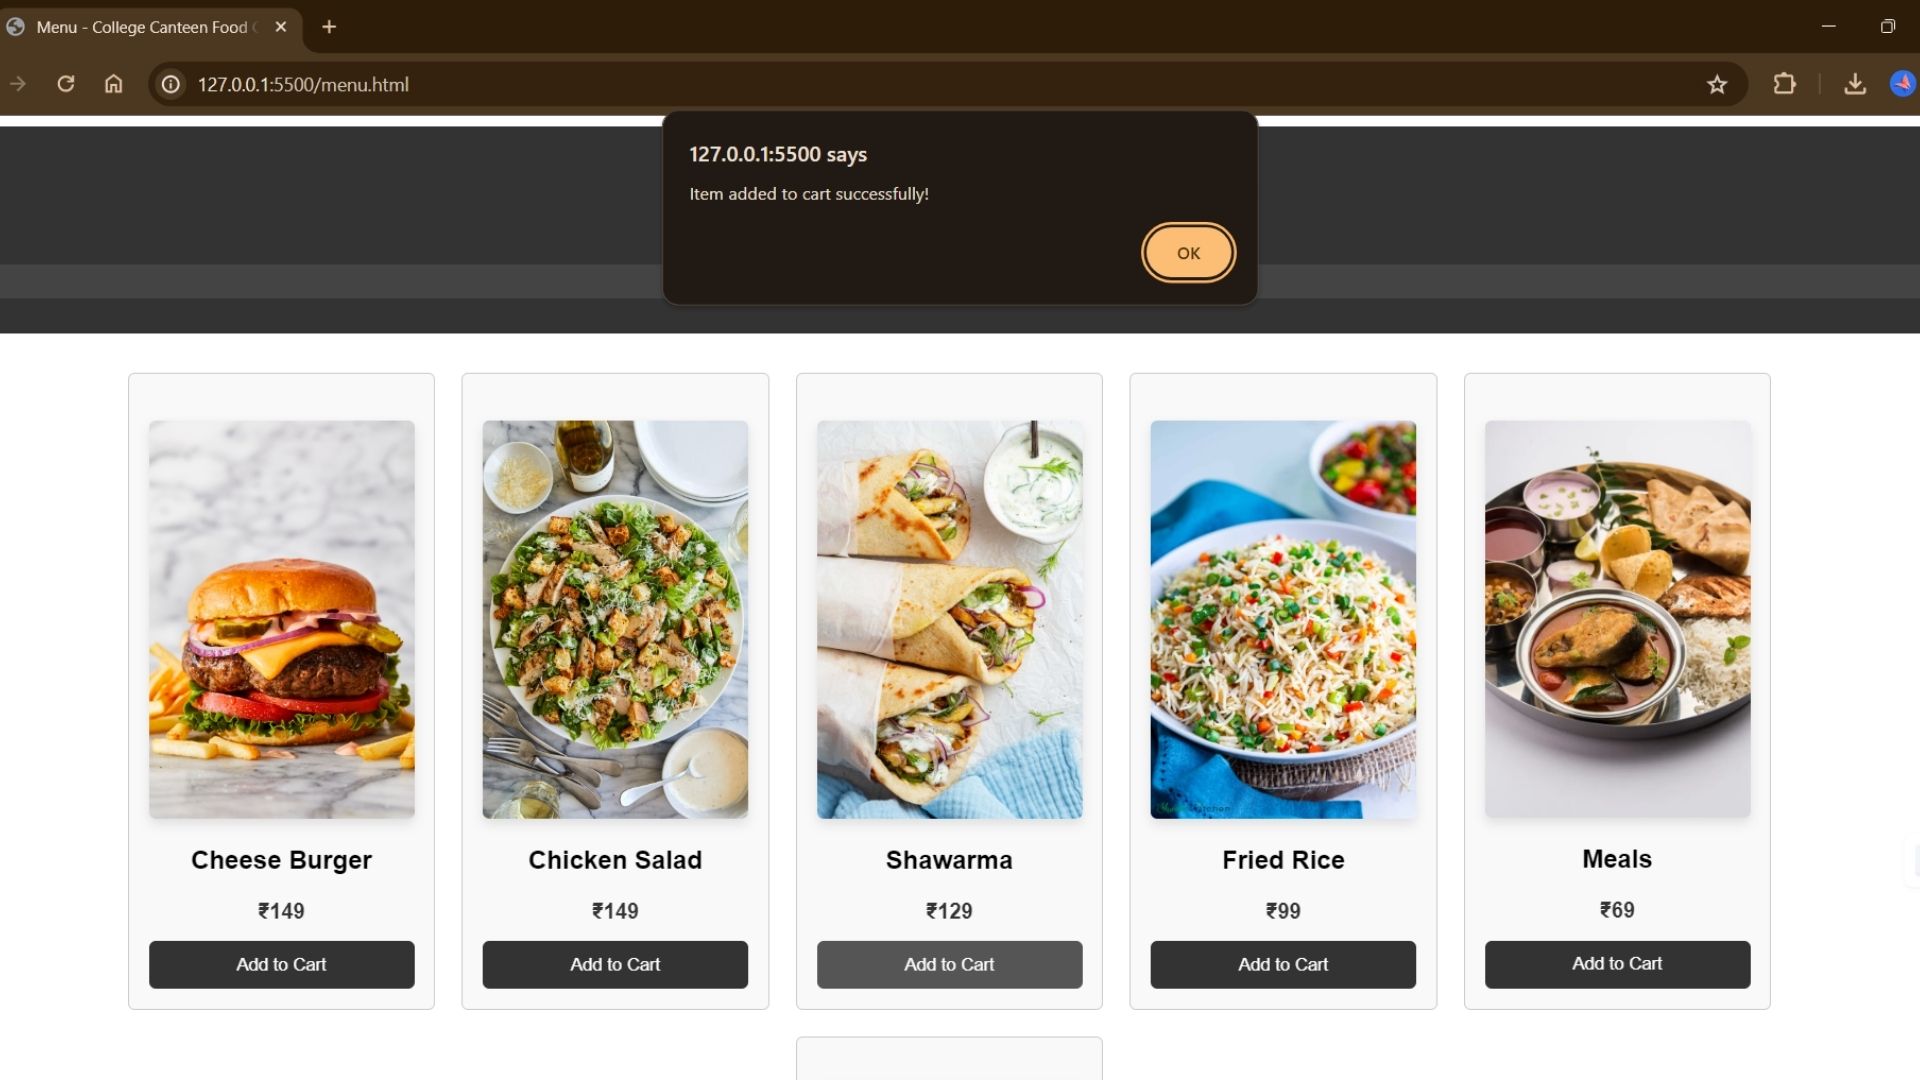 Menu - College Canteen Food
127.0.0.1:5500/menu.html
127.0.0.1:5500 says
Item added to cart successfully!
OK
Cheese Burger
₹149
Add to Cart
Chicken Salad
₹149
Add to Cart
Shawarma
₹129
Add to Cart
Fried Rice
₹99
Add to Cart
Meals
₹69
Add to Cart